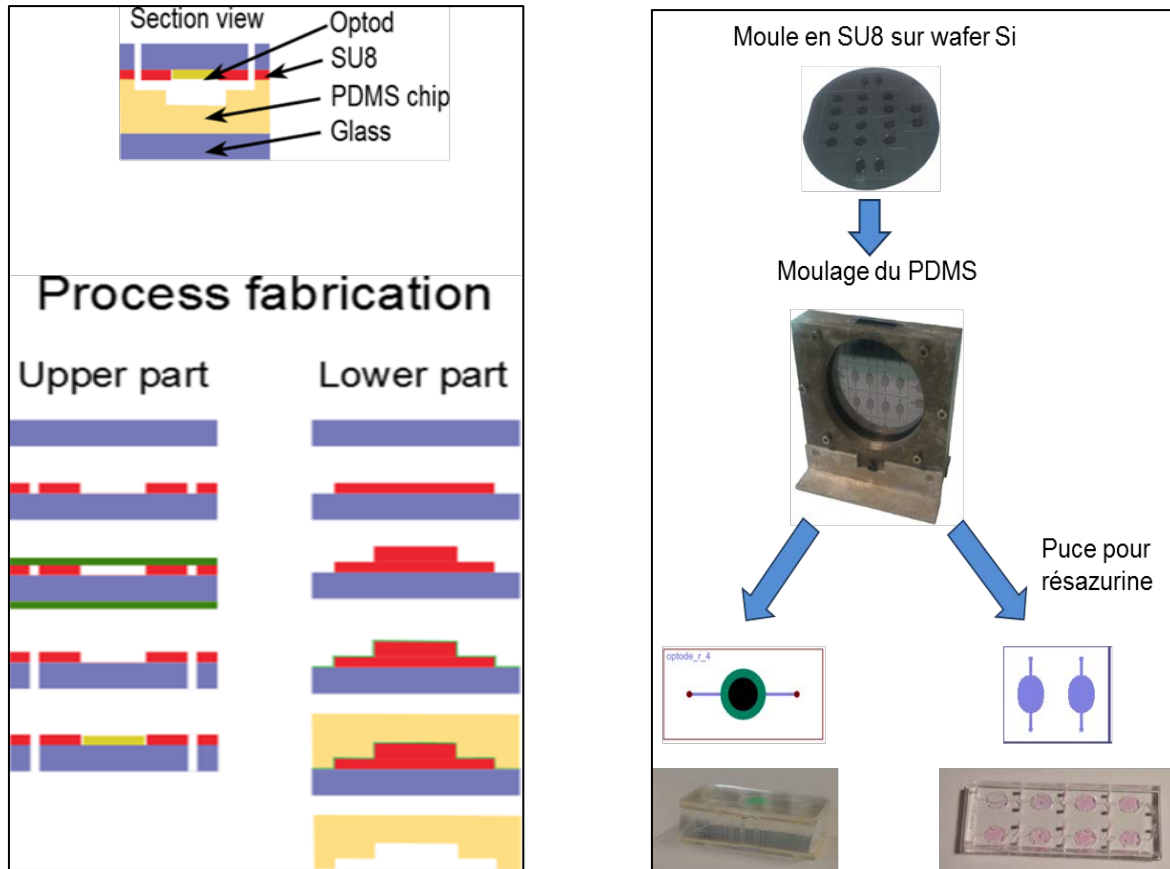 Section view
Optod
SU8
PDMS chip
Glass
Process fabrication
Upper part
Lower part
Moule en SU8 sur wafer Si
Moulage du PDMS
Puce pour
résazurine
optode_r_4